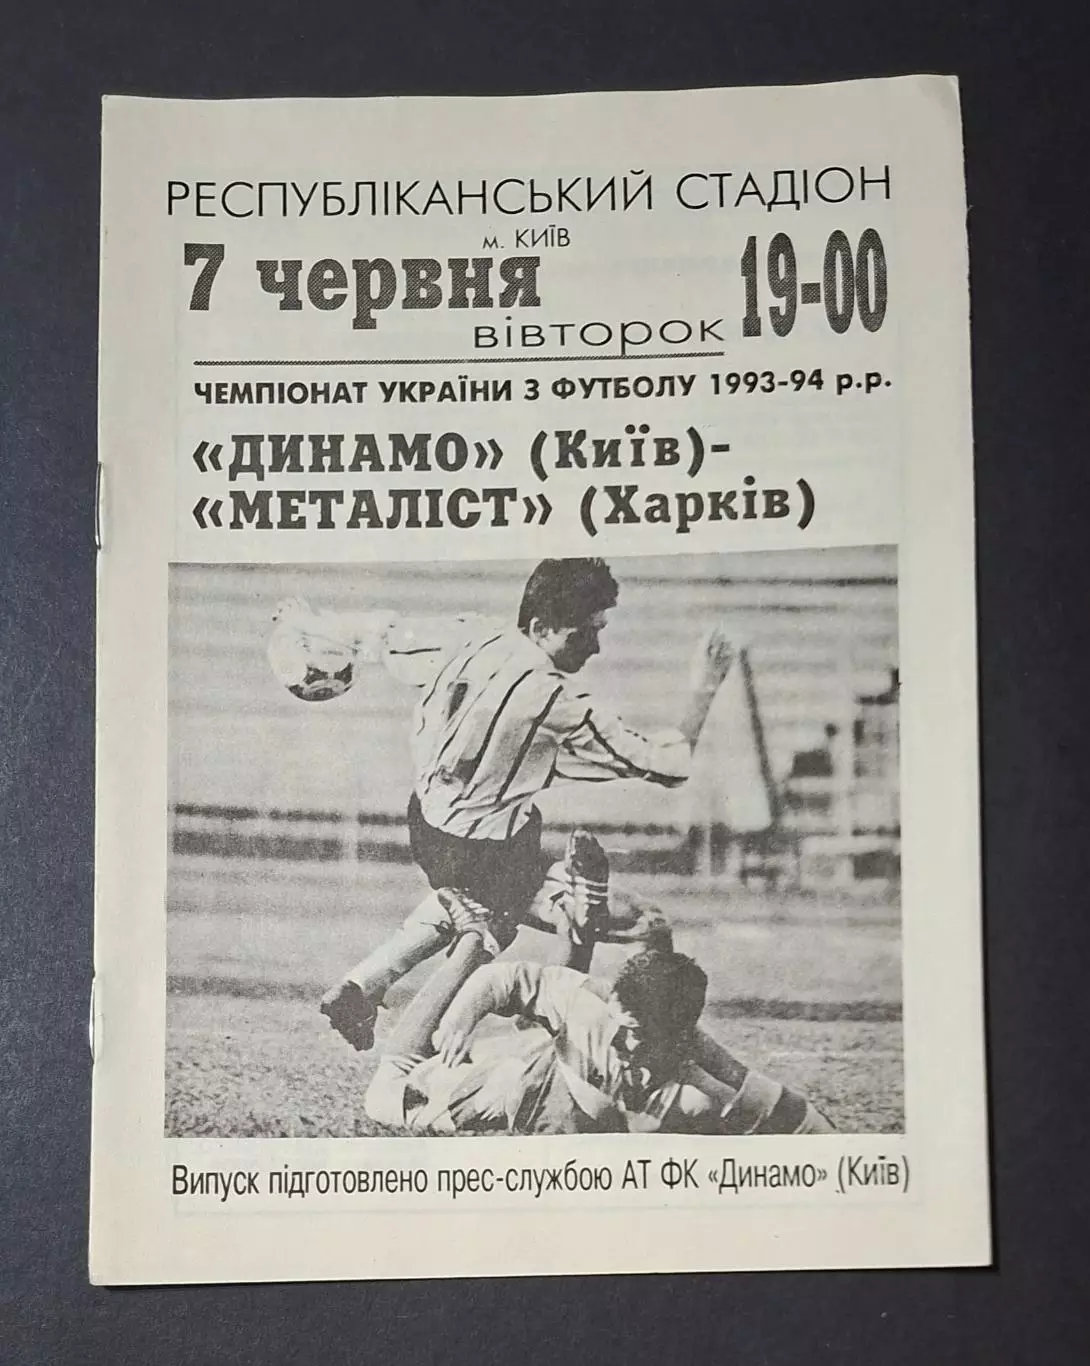 РЕСПУБЛІКАНСЬКИЙ СТАДІОН
м. КИЇВ
7 червня 19-00
вівторок
ЧЕМПІОНАТ УКРАЇНИ З ФУТБОЛУ 1993-94 р.р.
«ДИНАМО» (Київ)-
«МЕТАЛІСТ» (Харків)
Випуск підготовлено прес-службою АТ ФК «Динамо» (Київ)